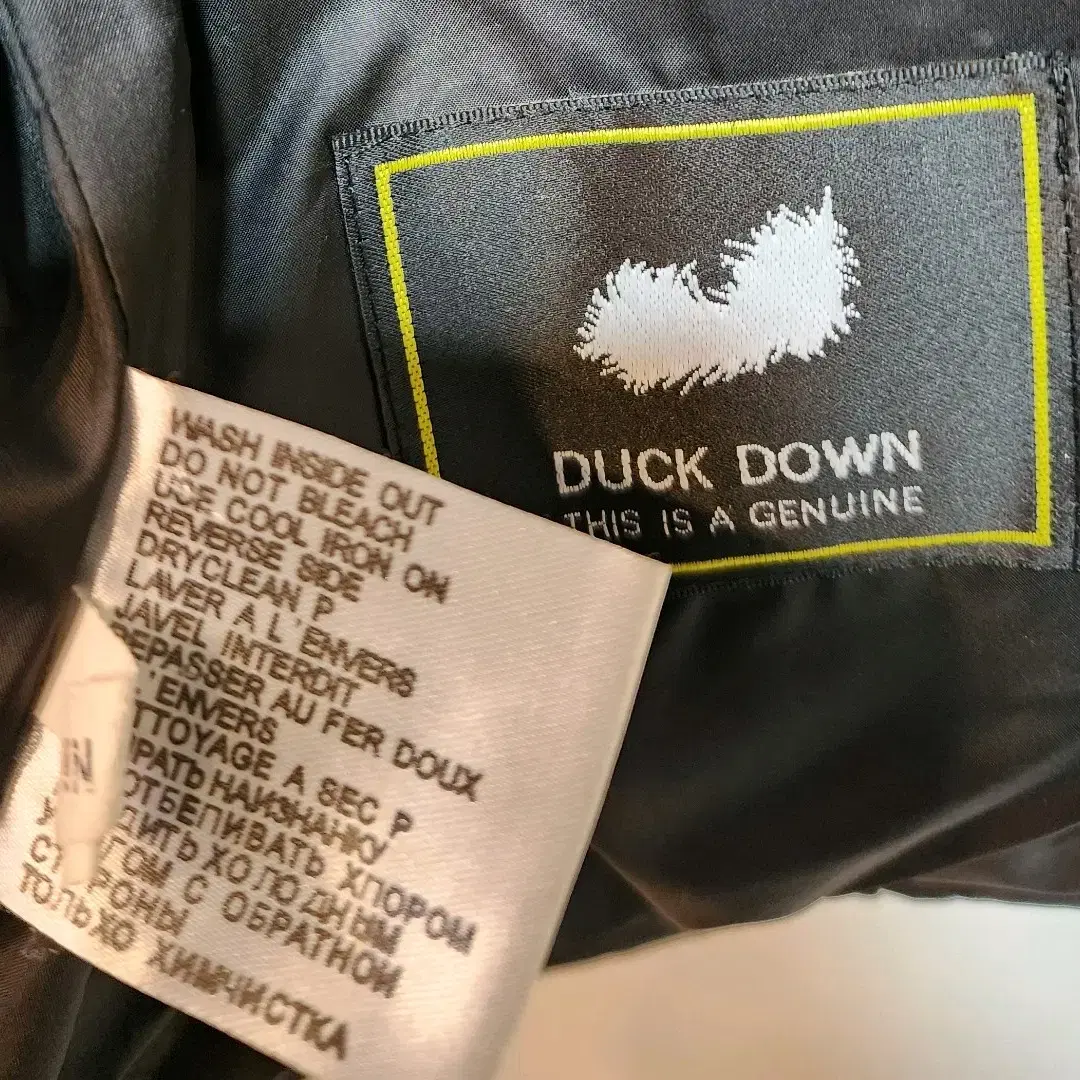 DUCK DOWN
THIS IS A GENUINE
WASH INSIDE OUT
DO NOT BLEACH
USE COOL IRON ON
REVERSE SIDE
DRYCLEAN P
LAVER A L'ENVERS
JAVEL INTERDIT
REPASSER AU FER DOUX
L'ENVERS
TTOYAGE A SEC P
ИРАТЬ НАИЗНАНКУ
ОТБЕЛИВАТЬ ХЛОРОМ
ДИТЬ ХОЛОДНЫМ
ГОМ С ОБРАТНОЙ
СТОРОНЫ
ТОЛЬКО ХИМЧИСТКА
IN